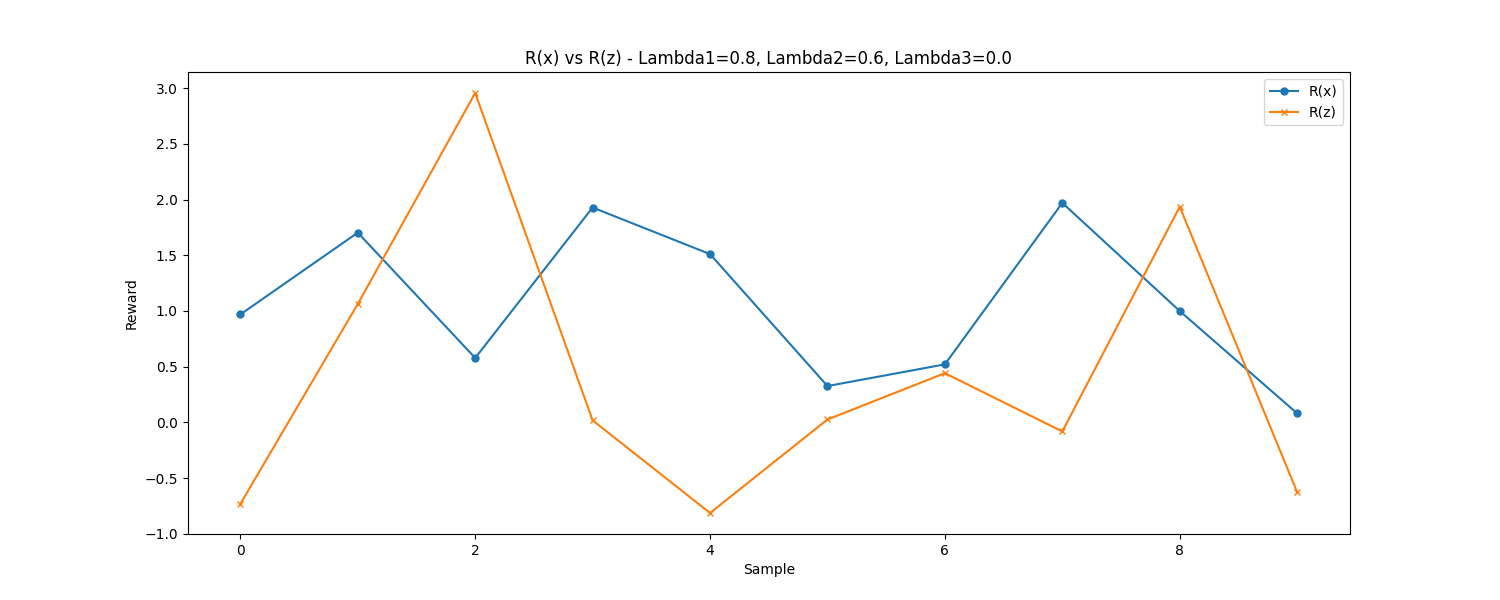 R(x) vs R(z) - Lambda1=0.8, Lambda2=0.6, Lambda3=0.0
R(x)
R(z)
3.0
2.5
2.0
1.5
1.0
0.5
0.0
−0.5
−1.0
Reward
0 2 4 6 8
Sample